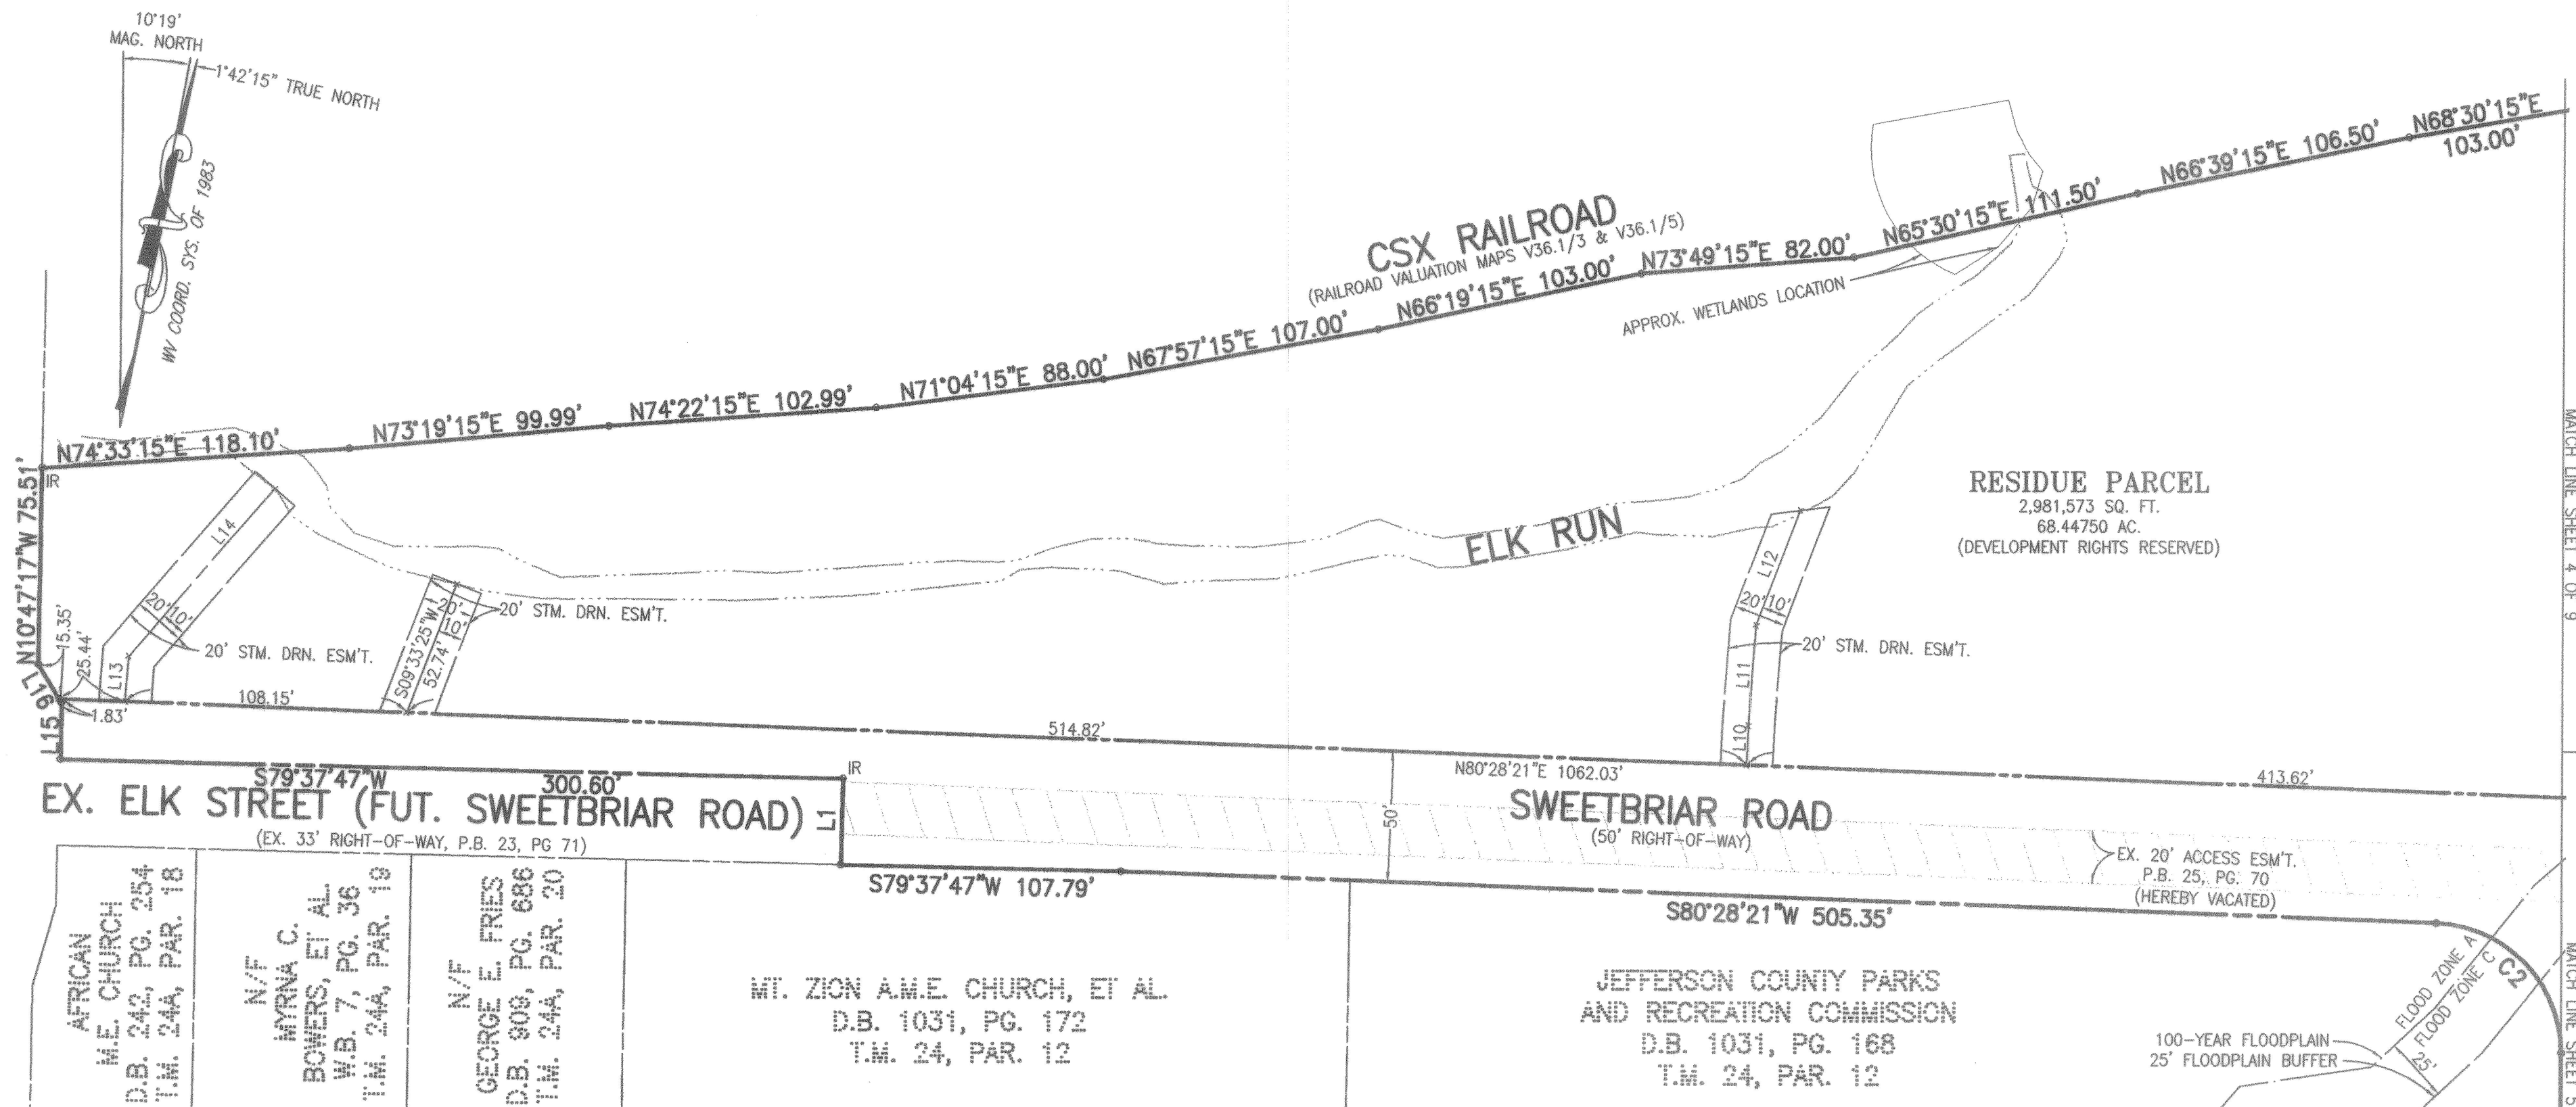 10°19'
MAG. NORTH
1°42'15" TRUE NORTH
WV COORD. SYS. OF 1983
N74°33'15"E 118.10'
N73°19'15"E 99.99'
N74°22'15"E 102.99'
N71°04'15"E 88.00'
N67°57'15"E 107.00'
CSX RAILROAD
(RAILROAD VALUATION MAPS V36.1/3 & V36.1/5)
N66°19'15"E 103.00'
N73°49'15"E 82.00'
N65°30'15"E 111.50'
N66°39'15"E 106.50'
N68°30'15"E
103.00'
APPROX. WETLANDS LOCATION
MATCH LINE SHEET 4 OF 9
IR
N10°47'17"W 75.51'
15.35'
25.44'
L16
L15
1.83'
L13
L14
20'
10'
20' STM. DRN. ESM'T.
108.15'
S09°33'25"W
52.74'
20'
10'
20' STM. DRN. ESM'T.
ELK RUN
L12
20'
10'
L11
L10
20' STM. DRN. ESM'T.
RESIDUE PARCEL
2,981,573 SQ. FT.
68.44750 AC.
(DEVELOPMENT RIGHTS RESERVED)
514.82'
N80°28'21"E 1062.03'
413.62'
S79°37'47"W 300.60'
IR
EX. ELK STREET (FUT. SWEETBRIAR ROAD)
(EX. 33' RIGHT-OF-WAY, P.B. 23, PG 71)
L1
50'
SWEETBRIAR ROAD
(50' RIGHT-OF-WAY)
EX. 20' ACCESS ESM'T.
P.B. 25, PG. 70
(HEREBY VACATED)
S79°37'47"W 107.79'
S80°28'21"W 505.35'
C2
AFRICAN
M.E. CHURCH
D.B. 242, PG. 254
T.M. 24A, PAR. 18
N/F
MYRNA C.
BOWERS, ET AL.
W.B. 7, PG. 36
T.M. 24A, PAR. 19
N/F
GEORGE E. FRIES
D.B. 809, PG. 686
T.M. 24A, PAR. 20
MT. ZION A.M.E. CHURCH, ET AL.
D.B. 1031, PG. 172
T.M. 24, PAR. 12
JEFFERSON COUNTY PARKS
AND RECREATION COMMISSION
D.B. 1031, PG. 168
T.M. 24, PAR. 12
FLOOD ZONE A
FLOOD ZONE C
100-YEAR FLOODPLAIN
25' FLOODPLAIN BUFFER
25'
MATCH LINE SHEET 5